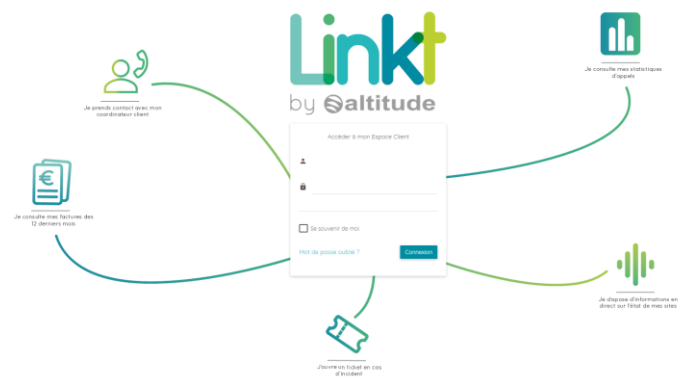 Linkt
by altitude
Je consulte mes statistiques
d'appels
Je prends contact avec mon
coordinateur client
Accéder à mon Espace Client
Je consulte mes factures des
12 derniers mois
Se souvenir de moi
Mot de passe oublié ?
Connexion
Je dispose d'informations en
direct sur l'état de mes sites
J'ouvre un ticket en cas
d'incident